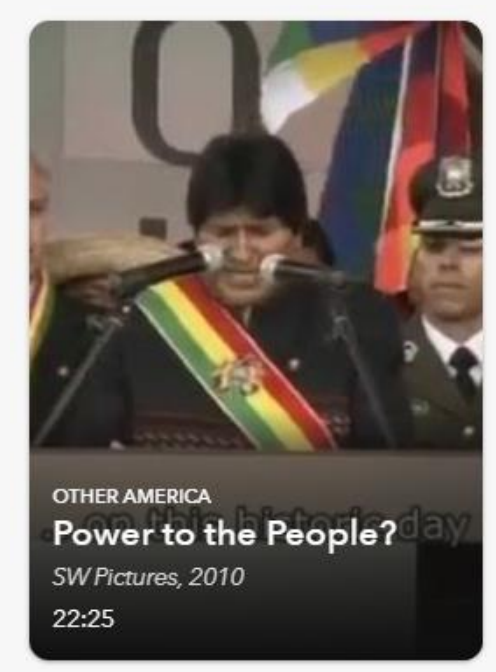 O
... on this historic day
OTHER AMERICA
Power to the People?
SW Pictures, 2010
22:25